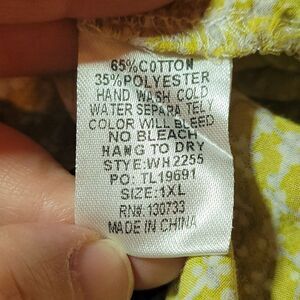 65%COTTON
35%POLYESTER
HAND WASH COLD
WATER SEPARA TELY
COLOR WILL BLEED
NO BLEACH
HANG TO DRY
STYE:WH2255
PO: TL19691
SIZE:1XL
RN#.130733
MADE IN CHINA